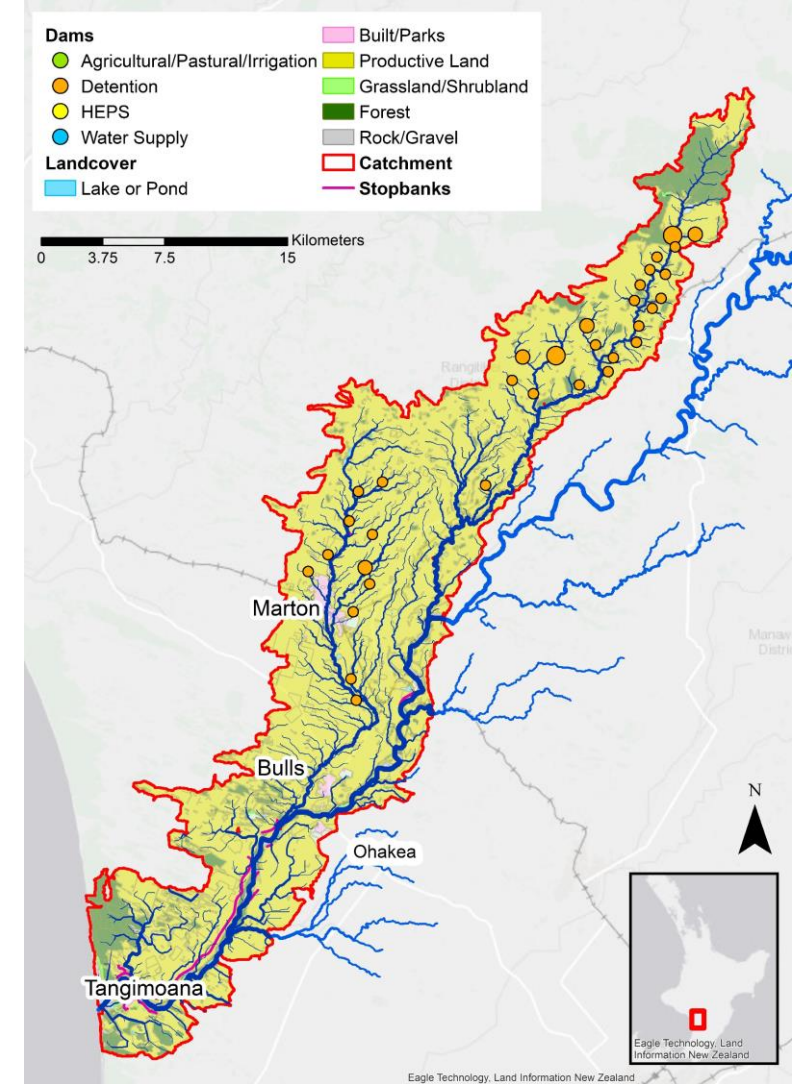 Dams
Agricultural/Pastural/Irrigation
Detention
HEPS
Water Supply
Landcover
Lake or Pond
Built/Parks
Productive Land
Grassland/Shrubland
Forest
Rock/Gravel
Catchment
Stopbanks
Kilometers
0 3.75 7.5 15
Marton
Bulls
Ohakea
Tangimoana
N
Eagle Technology, Land
Information New Zealand
Eagle Technology, Land Information New Zealand